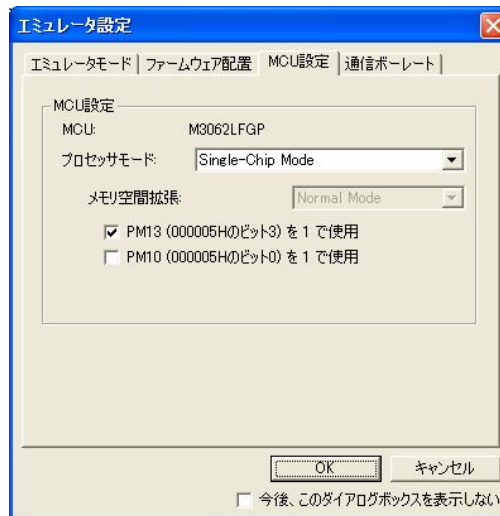 エミュレータ設定
エミュレータモード ファームウェア配置 MCU設定 通信ボーレート
MCU設定
MCU: M3062LFGP
プロセッサモード: Single-Chip Mode
メモリ空間拡張: Normal Mode
PM13 (000005Hのビット3) を 1 で使用
PM10 (000005Hのビット0) を 1 で使用
OK キャンセル
今後、このダイアログボックスを表示しない